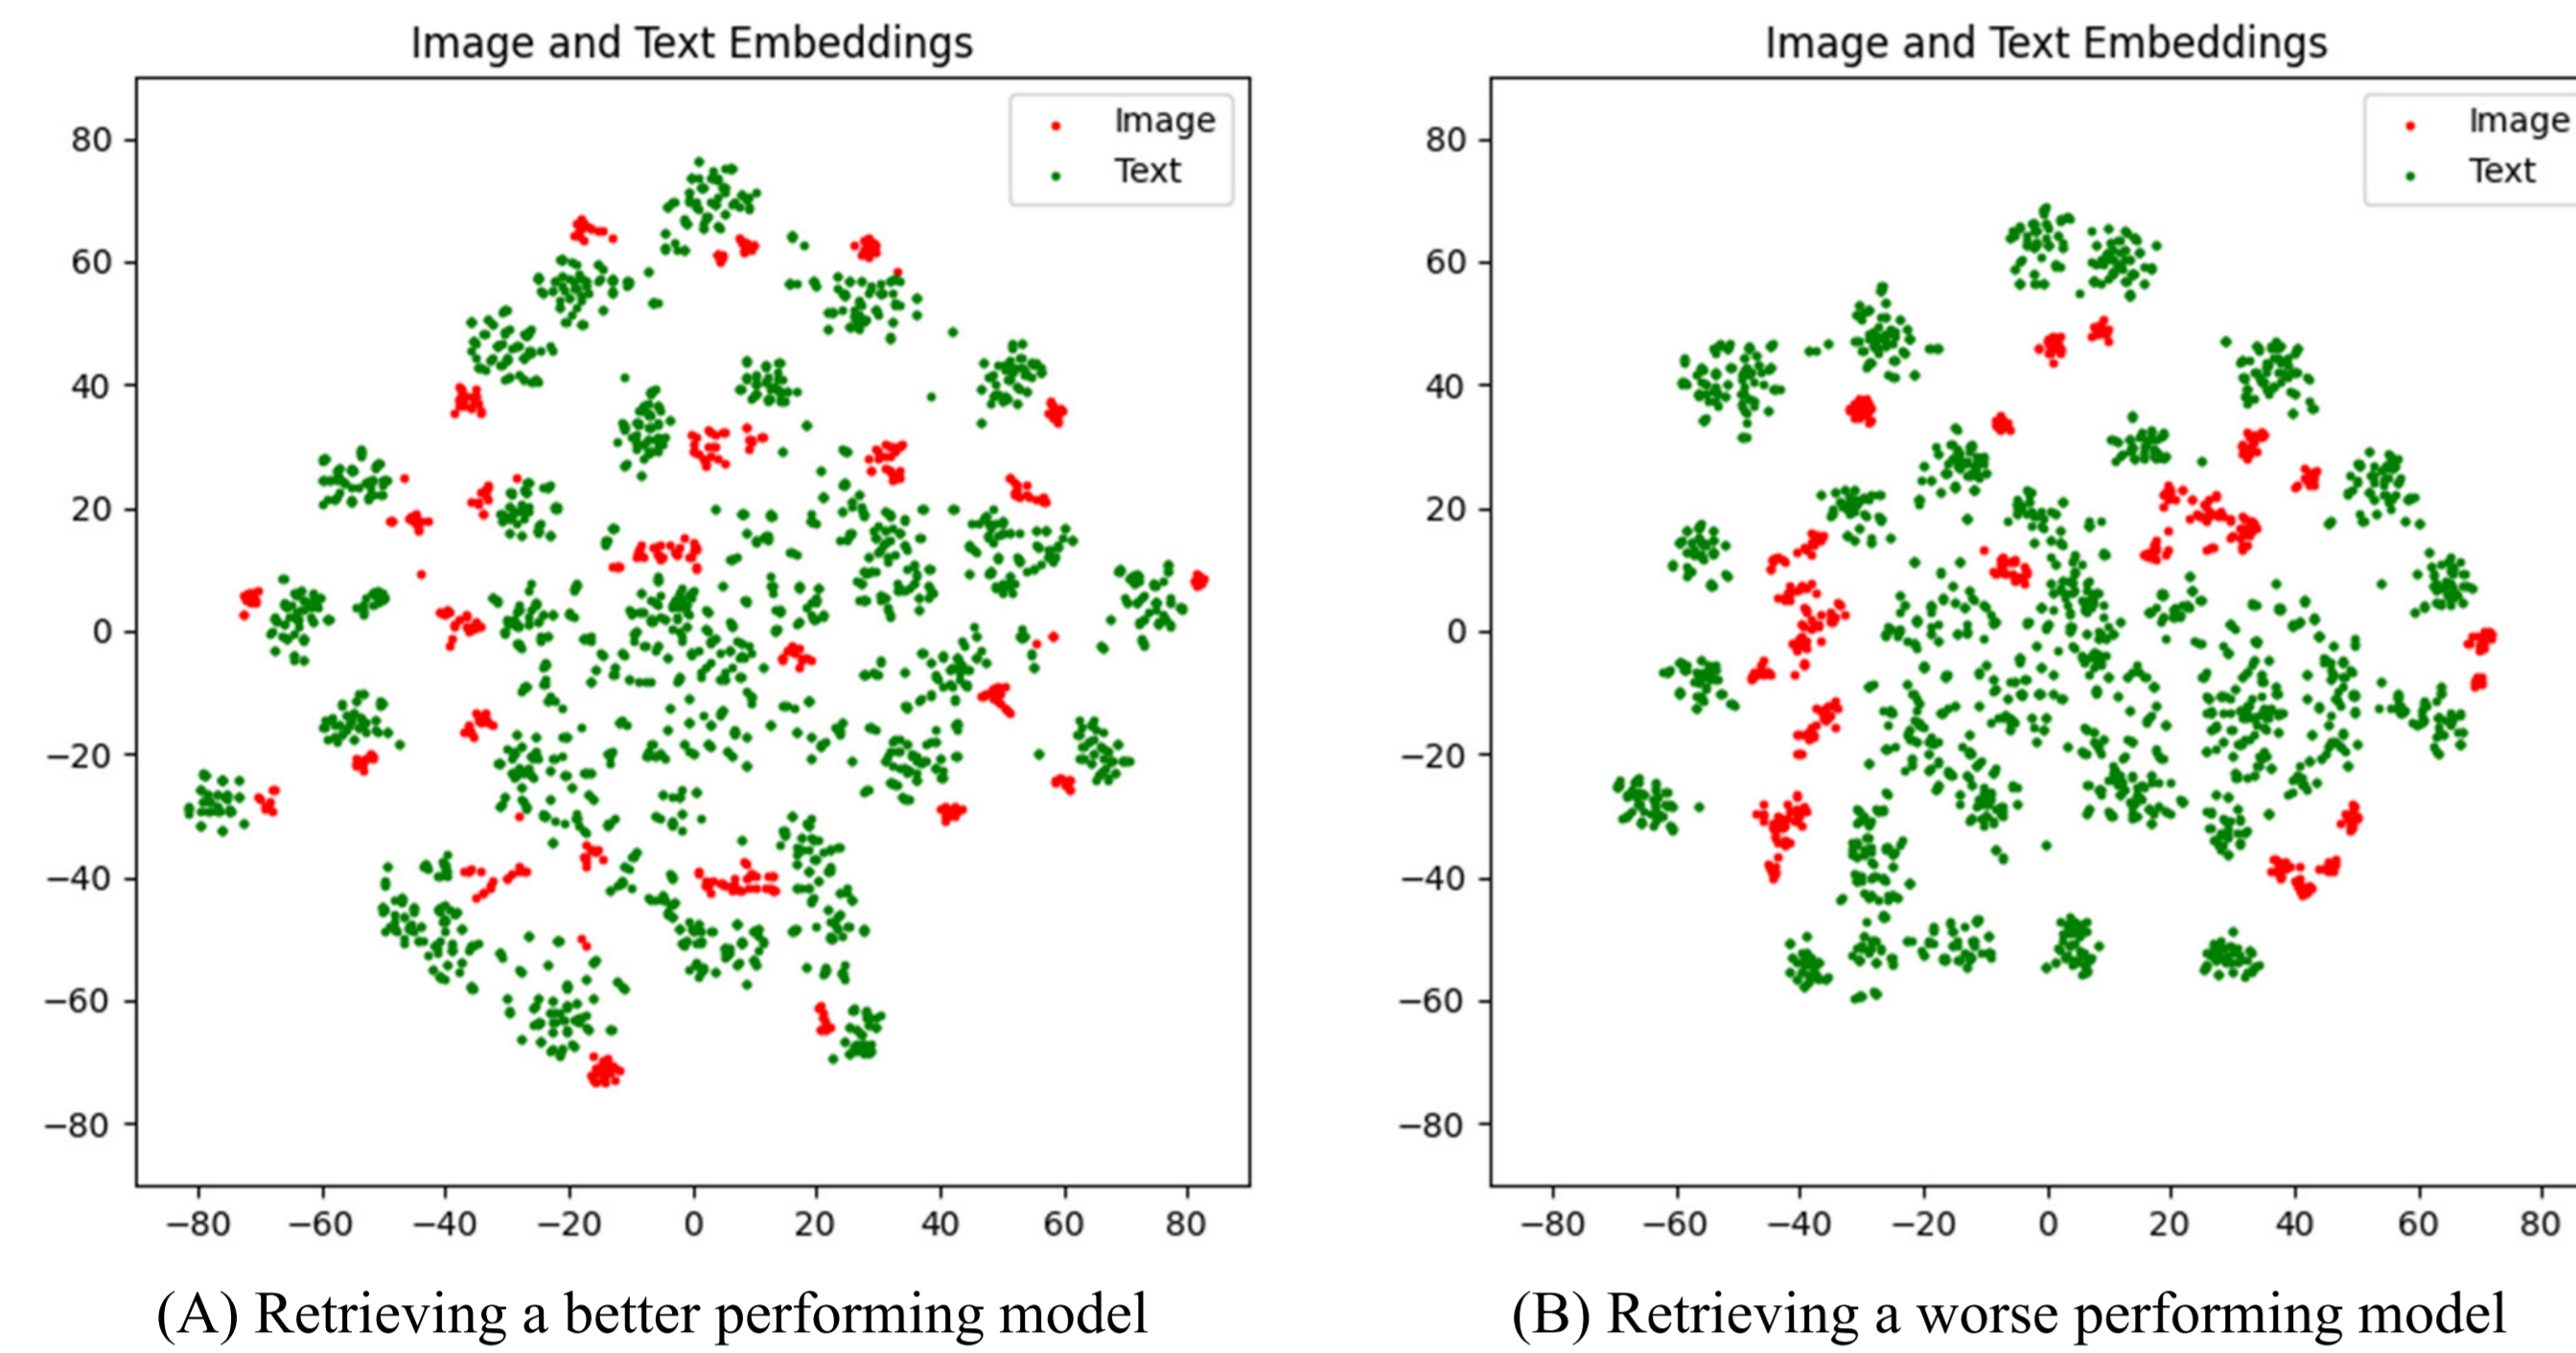 Image and Text Embeddings
Image
Text
80
60
40
20
0
−20
−40
−60
−80
−80 −60 −40 −20 0 20 40 60 80
(A) Retrieving a better performing model
Image and Text Embeddings
Image
Text
80
60
40
20
0
−20
−40
−60
−80
−80 −60 −40 −20 0 20 40 60 80
(B) Retrieving a worse performing model